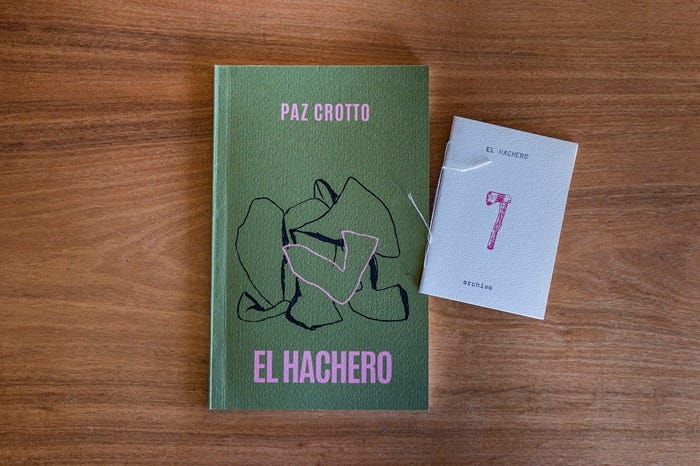 PAZ CROTTO
EL HACHERO
EL HACHERO
archivo